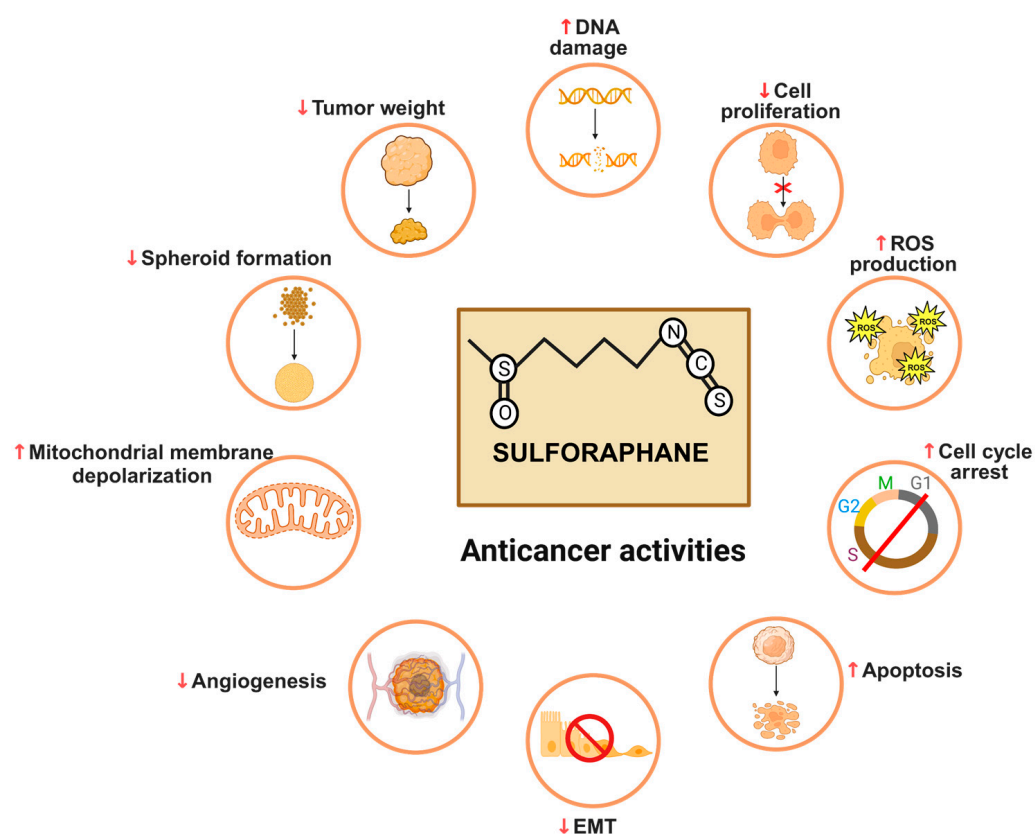 ↑ DNA
damage
↓ Cell
proliferation
↓ Tumor weight
↑ ROS
production
↓ Spheroid formation
ROS
ROS
ROS
N
S
C
O
S
SULFORAPHANE
↑ Mitochondrial membrane
depolarization
↑ Cell cycle
arrest
M
G1
G2
S
Anticancer activities
↓ Angiogenesis
↑ Apoptosis
↓ EMT